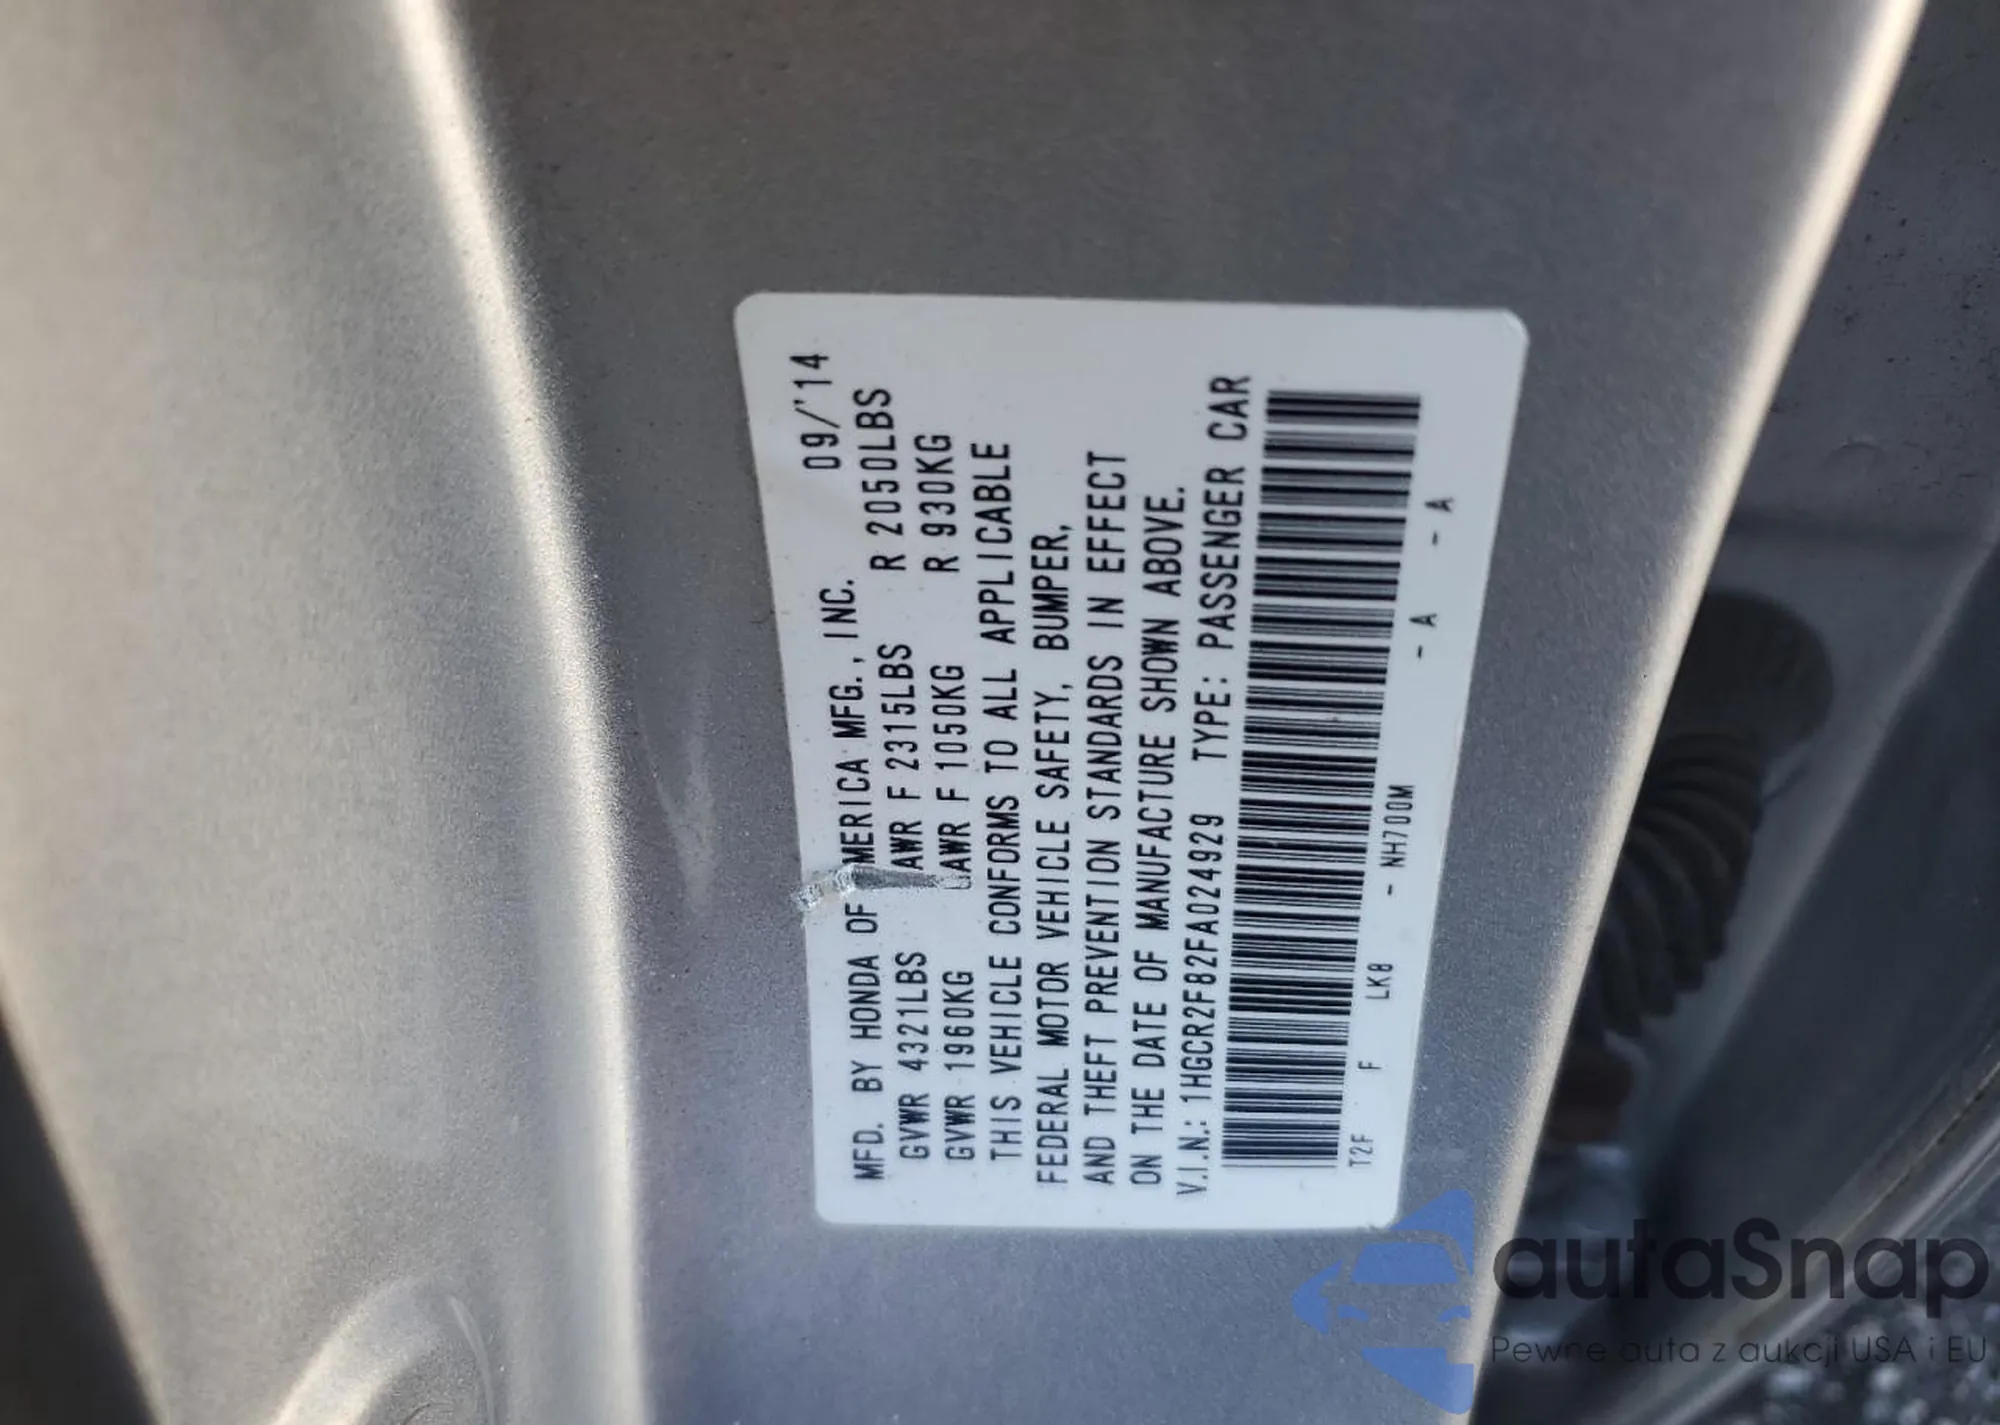 09/'14
MFD. BY HONDA OF AMERICA MFG., INC.
GVWR 4321LBS GAWR F 2315LBS R 2050LBS
GVWR 1960KG GAWR F 1050KG R 930KG
THIS VEHICLE CONFORMS TO ALL APPLICABLE
FEDERAL MOTOR VEHICLE SAFETY, BUMPER,
AND THEFT PREVENTION STANDARDS IN EFFECT
ON THE DATE OF MANUFACTURE SHOWN ABOVE.
V.I.N.: 1HGCR2F82FA024929 TYPE: PASSENGER CAR
T2F F LK8 - NH700M - A - A
autaSnap
Pewne auta z aukcji USA i EU